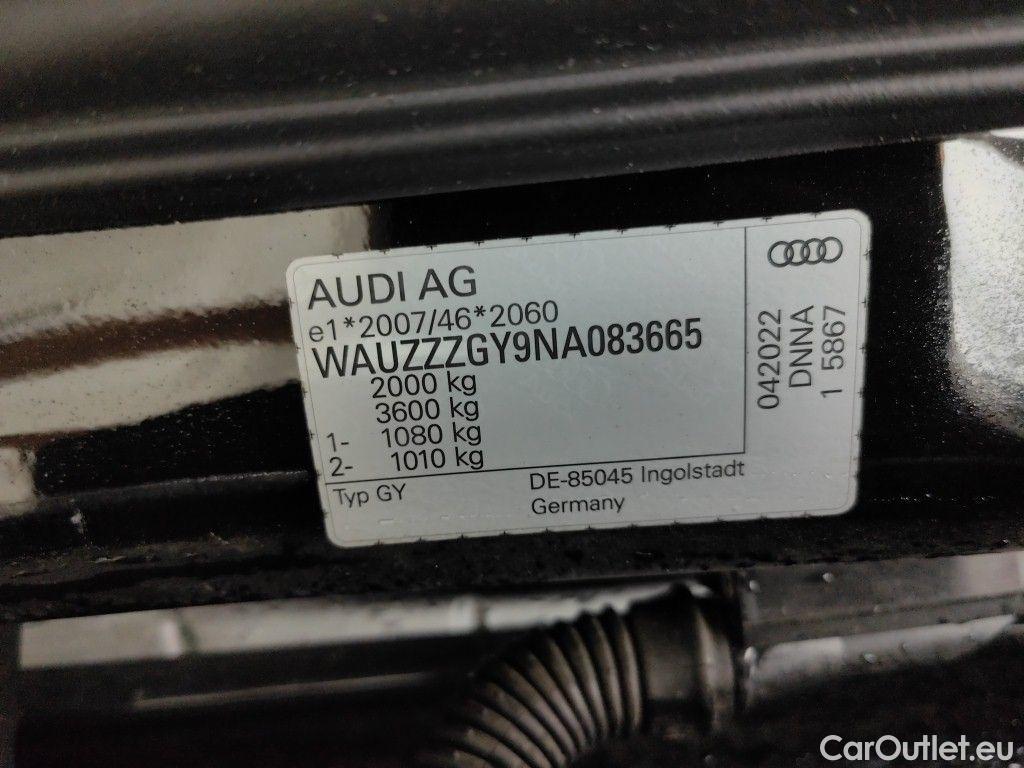 AUDI AG
e1*2007/46*2060
WAUZZZGY9NA083665
2000 kg
3600 kg
1- 1080 kg
2- 1010 kg
Typ GY
DE-85045 Ingolstadt
Germany
042022
DNNA
1 5867
CarOutlet.eu